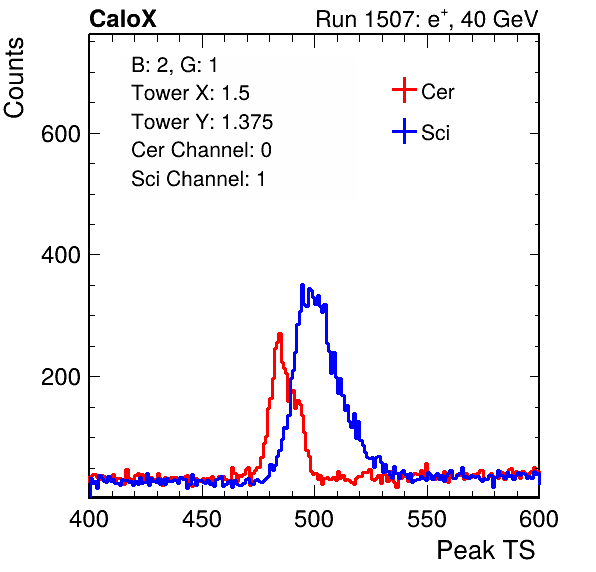 CaloX
Run 1507: e+, 40 GeV
Counts
B: 2, G: 1
Tower X: 1.5
Tower Y: 1.375
Cer Channel: 0
Sci Channel: 1
Cer
Sci
600
400
200
400 450 500 550 600
Peak TS